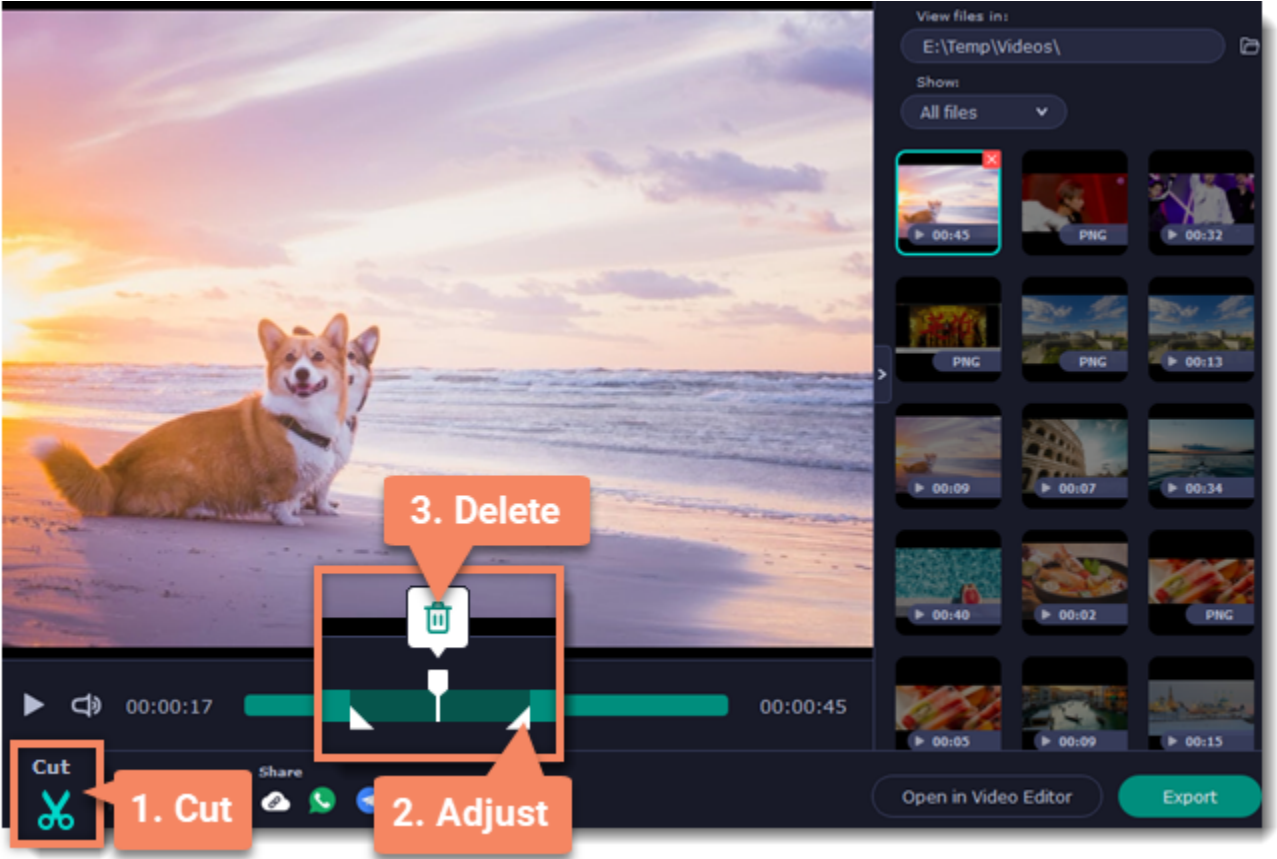 View files in:
E:\Temp\Videos\
Show:
All files
00:45
PNG
00:32
PNG
PNG
00:13
00:09
00:07
00:34
00:40
00:02
PNG
00:05
00:09
00:15
3. Delete
00:00:17
00:00:45
Cut
1. Cut
Share
2. Adjust
Open in Video Editor
Export